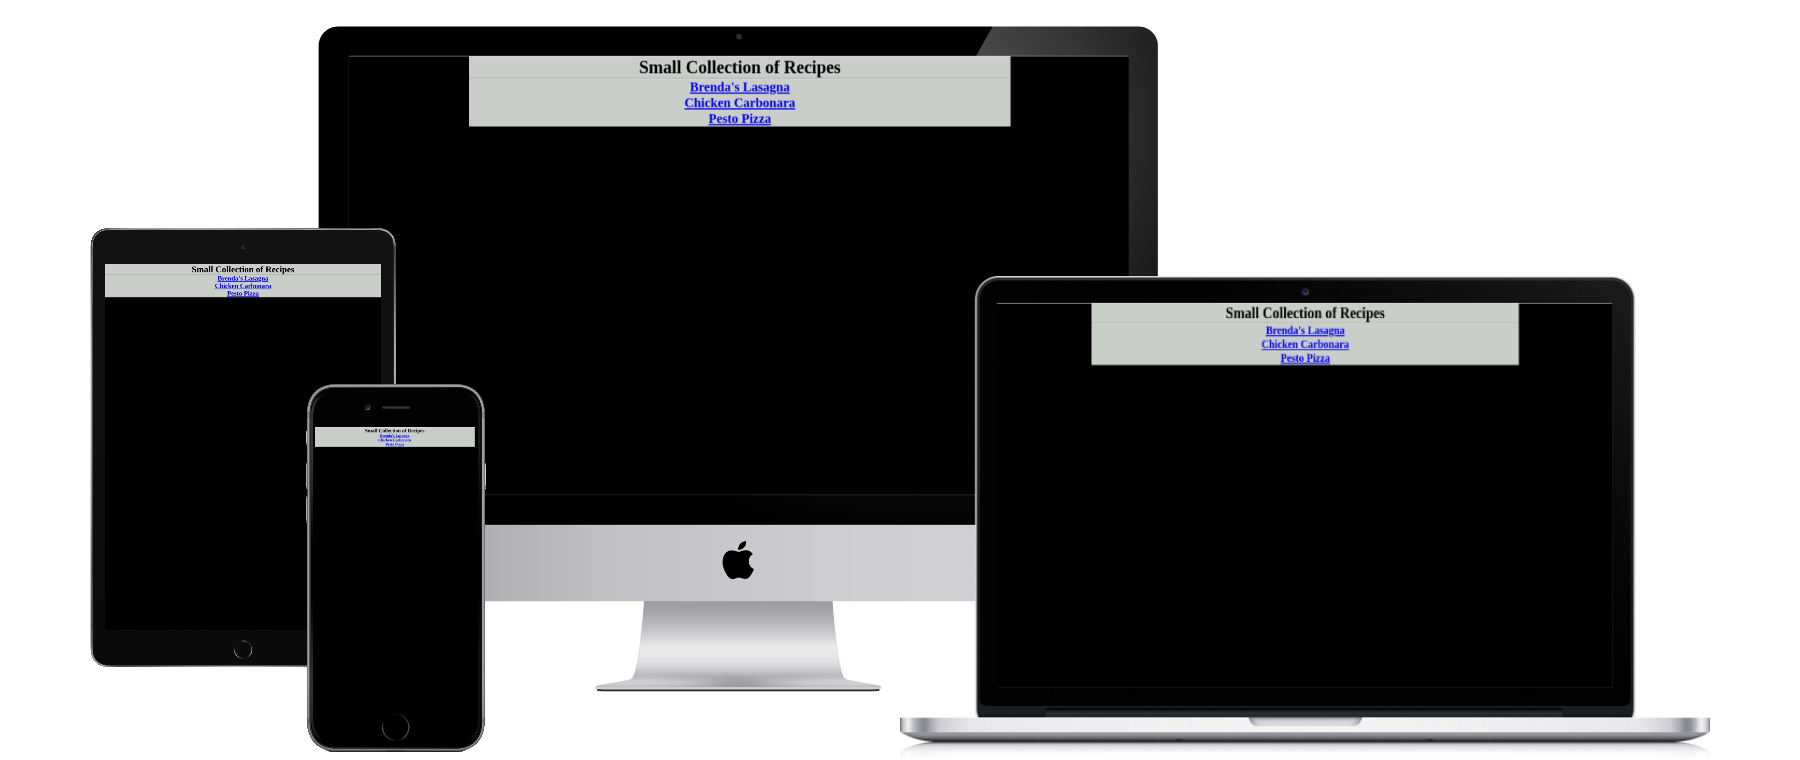 Small Collection of Recipes
Brenda's Lasagna
Chicken Carbonara
Pesto Pizza
Small Collection of Recipes
Brenda's Lasagna
Chicken Carbonara
Pesto Pizza
Small Collection of Recipes
Brenda's Lasagna
Chicken Carbonara
Pesto Pizza
Small Collection of Recipes
Brenda's Lasagna
Chicken Carbonara
Pesto Pizza